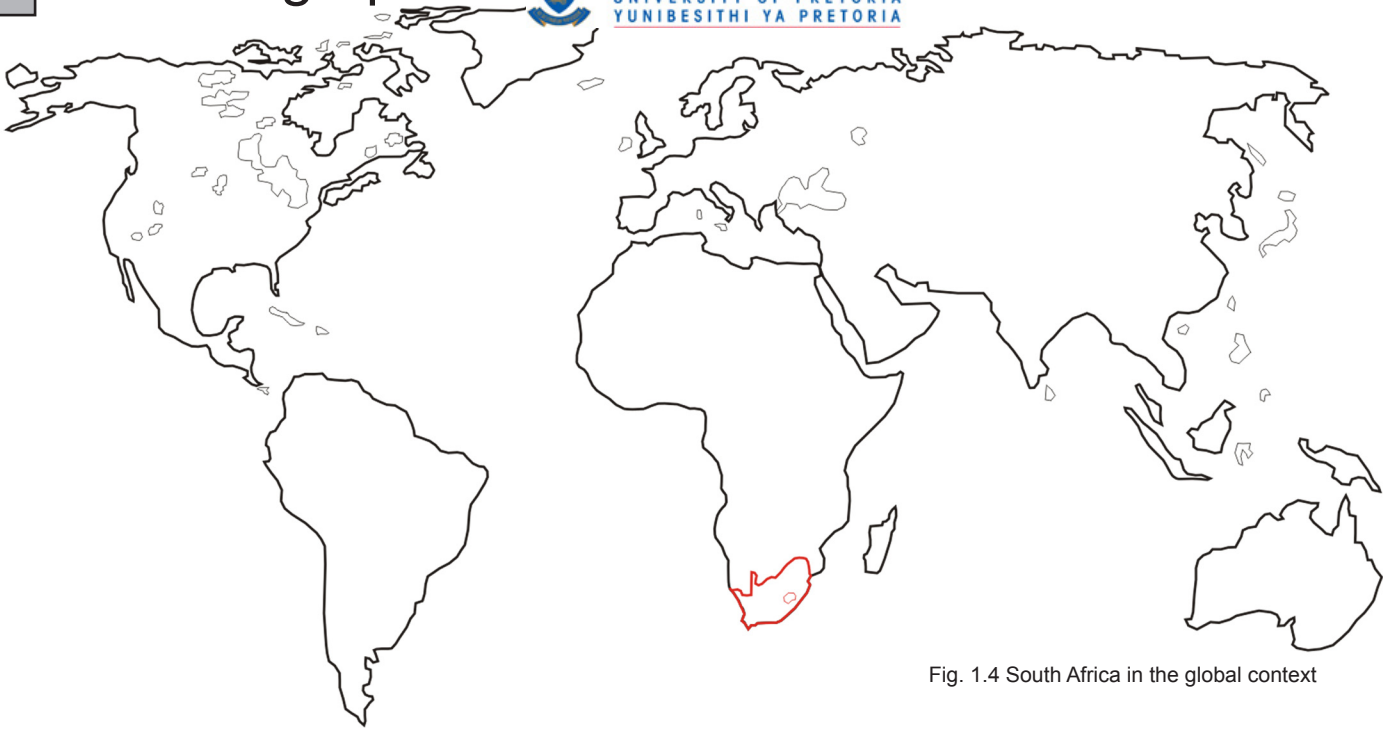 YUNIBESITHI YA PRETORIA
Fig. 1.4 South Africa in the global context